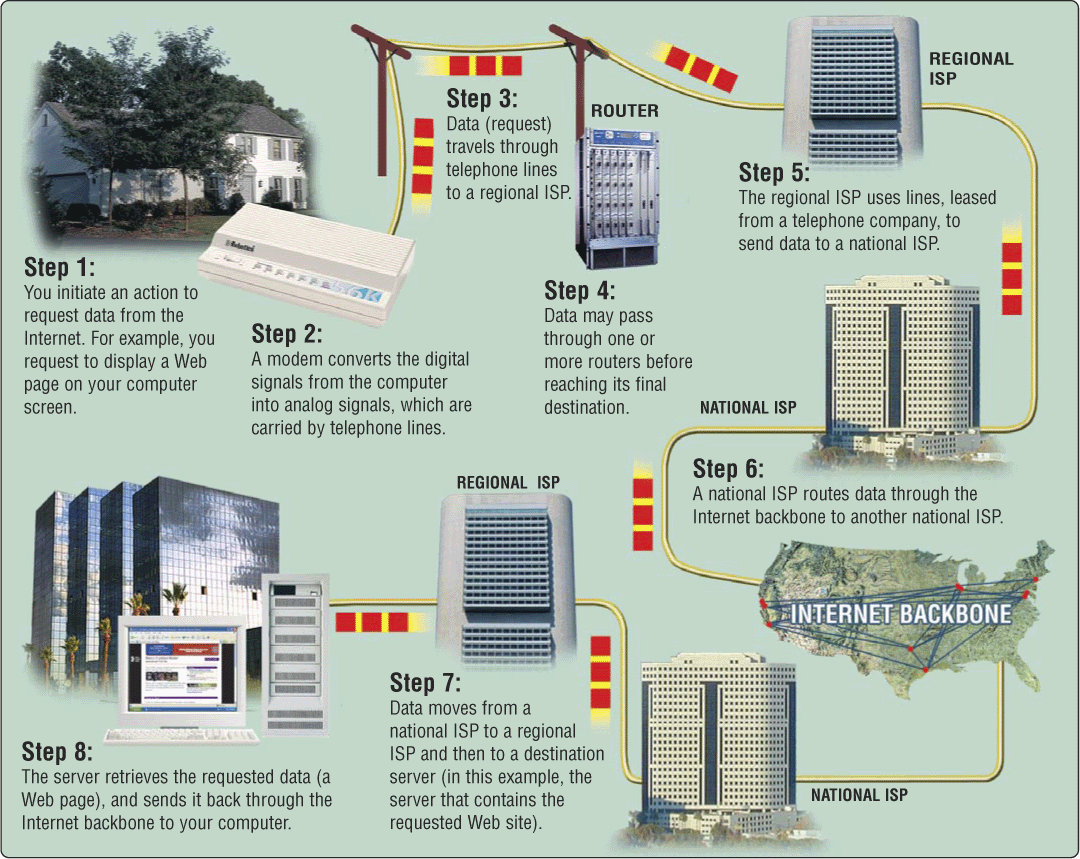 Step 1:
You initiate an action to
request data from the
Internet. For example, you
request to display a Web
page on your computer
screen.
Step 2:
A modem converts the digital
signals from the computer
into analog signals, which are
carried by telephone lines.
Step 3:
Data (request)
travels through
telephone lines
to a regional ISP.
ROUTER
Step 4:
Data may pass
through one or
more routers before
reaching its final
destination.
REGIONAL
ISP
Step 5:
The regional ISP uses lines, leased
from a telephone company, to
send data to a national ISP.
NATIONAL ISP
Step 6:
A national ISP routes data through the
Internet backbone to another national ISP.
INTERNET BACKBONE
NATIONAL ISP
REGIONAL ISP
Step 7:
Data moves from a
national ISP to a regional
ISP and then to a destination
server (in this example, the
server that contains the
requested Web site).
Step 8:
The server retrieves the requested data (a
Web page), and sends it back through the
Internet backbone to your computer.